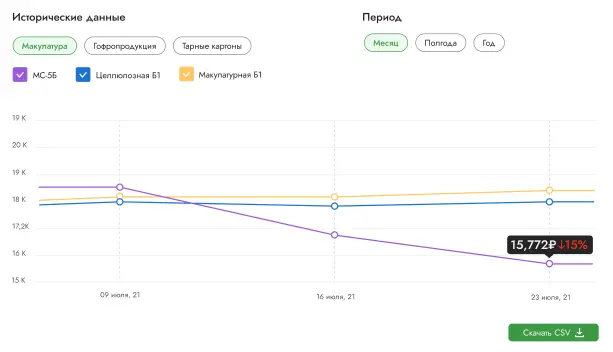 Исторические данные
Период
Макулатура
Гофропродукция
Тарные картоны
Месяц
Полгода
Год
МС-5Б
Целлюлозная Б1
Макулатурная Б1
19 К
20 К
19 К
18 К
17,2К
16 К
15 К
15,772₽↓15%
09 июля, 21
16 июля, 21
23 июля, 21
Скачать CSV